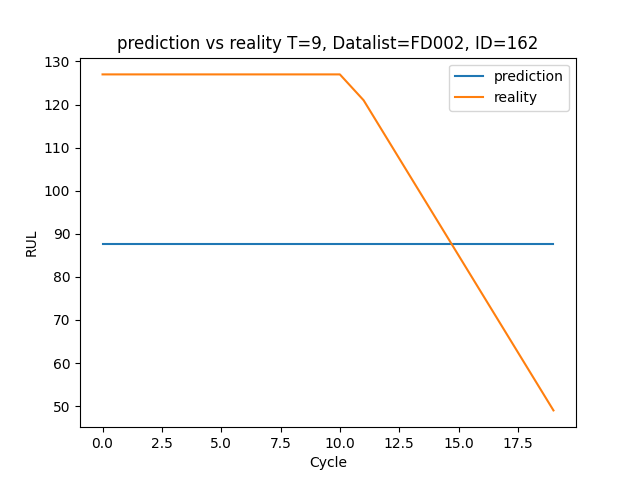 prediction vs reality T=9, Datalist=FD002, ID=162
130
120
110
100
90
80
70
60
50
RUL
prediction
reality
0.0 2.5 5.0 7.5 10.0 12.5 15.0 17.5
Cycle